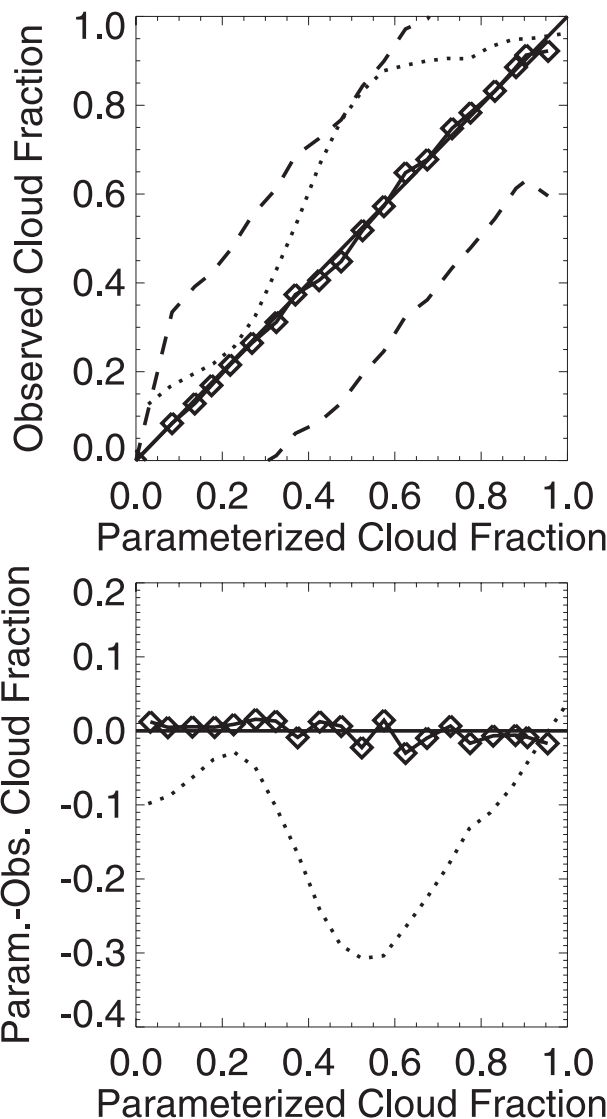 Observed Cloud Fraction
1.0
0.8
0.6
0.4
0.2
0.0
0.0 0.2 0.4 0.6 0.8 1.0
Parameterized Cloud Fraction
Param.-Obs. Cloud Fraction
0.2
0.1
0.0
-0.1
-0.2
-0.3
-0.4
0.0 0.2 0.4 0.6 0.8 1.0
Parameterized Cloud Fraction